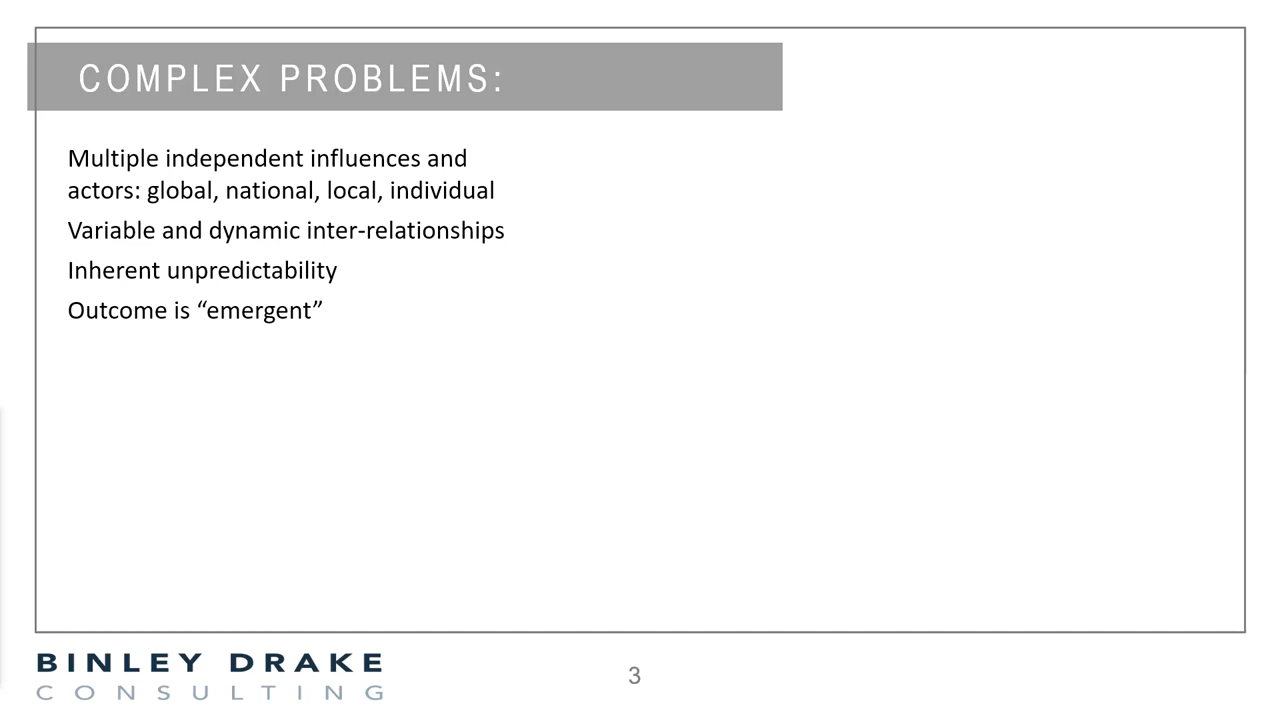 COMPLEX PROBLEMS:
Multiple independent influences and
actors: global, national, local, individual
Variable and dynamic inter-relationships
Inherent unpredictability
Outcome is “emergent”
BINLEY DRAKE
CONSULTING
3